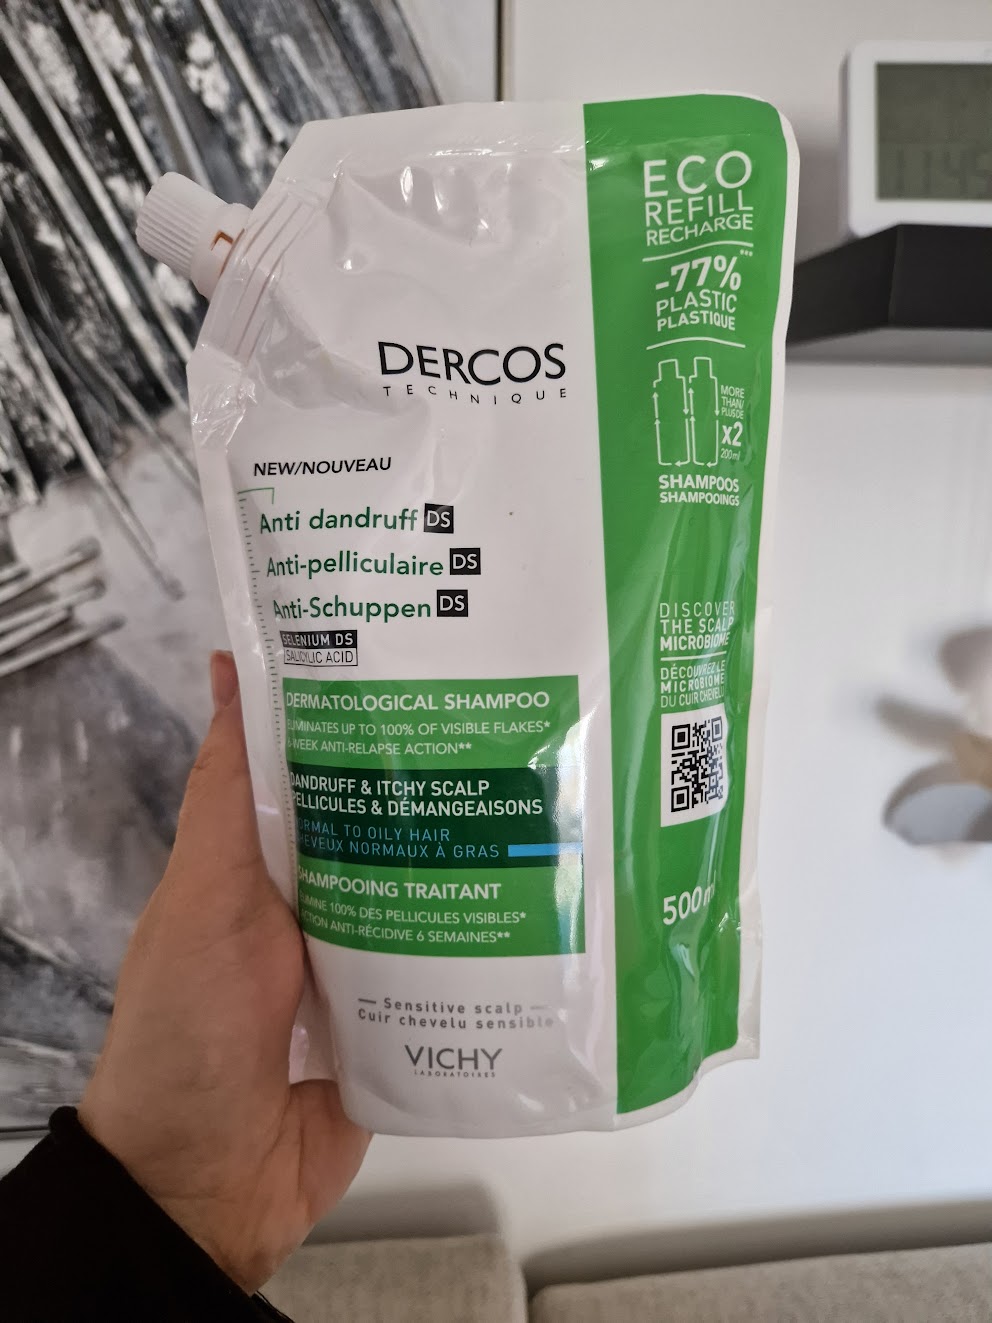 DERCOS
TECHNIQUE
NEW/NOUVEAU
Anti dandruff DS
Anti-pelliculaire DS
Anti-Schuppen DS
SELENIUM DS
SALICYLIC ACID
DERMATOLOGICAL SHAMPOO
ELIMINATES UP TO 100% OF VISIBLE FLAKES*
6-WEEK ANTI-RELAPSE ACTION**
DANDRUFF & ITCHY SCALP
PELLICULES & DÉMANGEAISONS
NORMAL TO OILY HAIR
CHEVEUX NORMAUX À GRAS
SHAMPOOING TRAITANT
ÉLIMINE 100% DES PELLICULES VISIBLES*
ACTION ANTI-RÉCIDIVE 6 SEMAINES**
Sensitive scalp
Cuir chevelu sensible
VICHY
LABORATOIRES
ECO
REFILL
RECHARGE
-77%***
PLASTIC
PLASTIQUE
MORE
THAN/
PLUS DE
x2
200 ml
SHAMPOOS
SHAMPOOINGS
DISCOVER
THE SCALP
MICROBIOME
DÉCOUVREZ LE
MICROBIOME
DU CUIR CHEVELU
500 ml